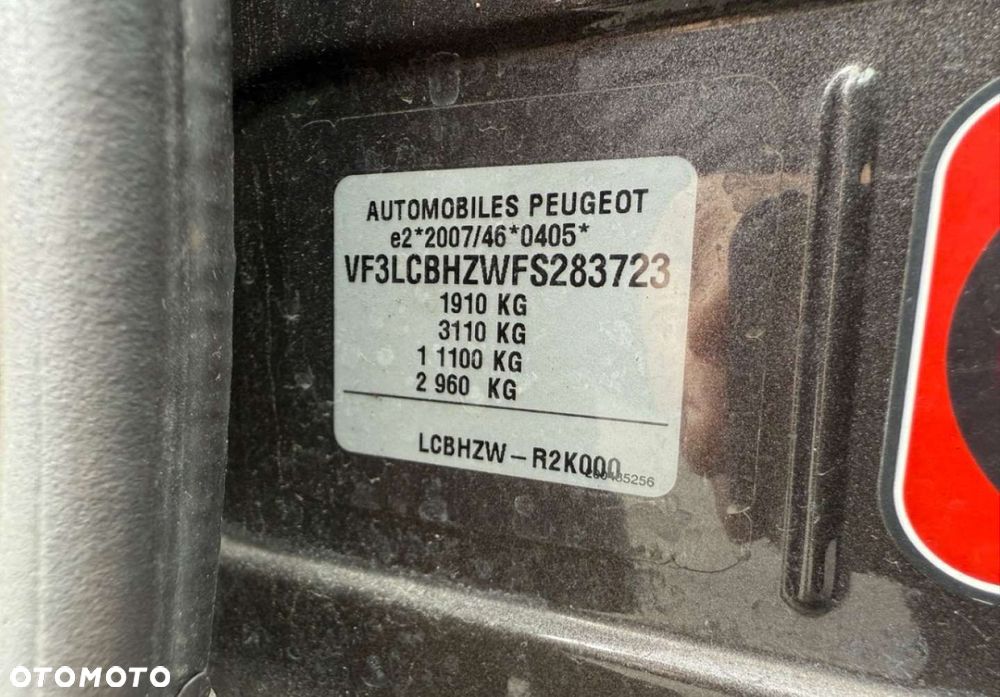 AUTOMOBILES PEUGEOT
e2*2007/46*0405*
VF3LCBHZWFS283723
1910 KG
3110 KG
1 1100 KG
2 960 KG
LCBHZW-R2K000
OTOMOTO